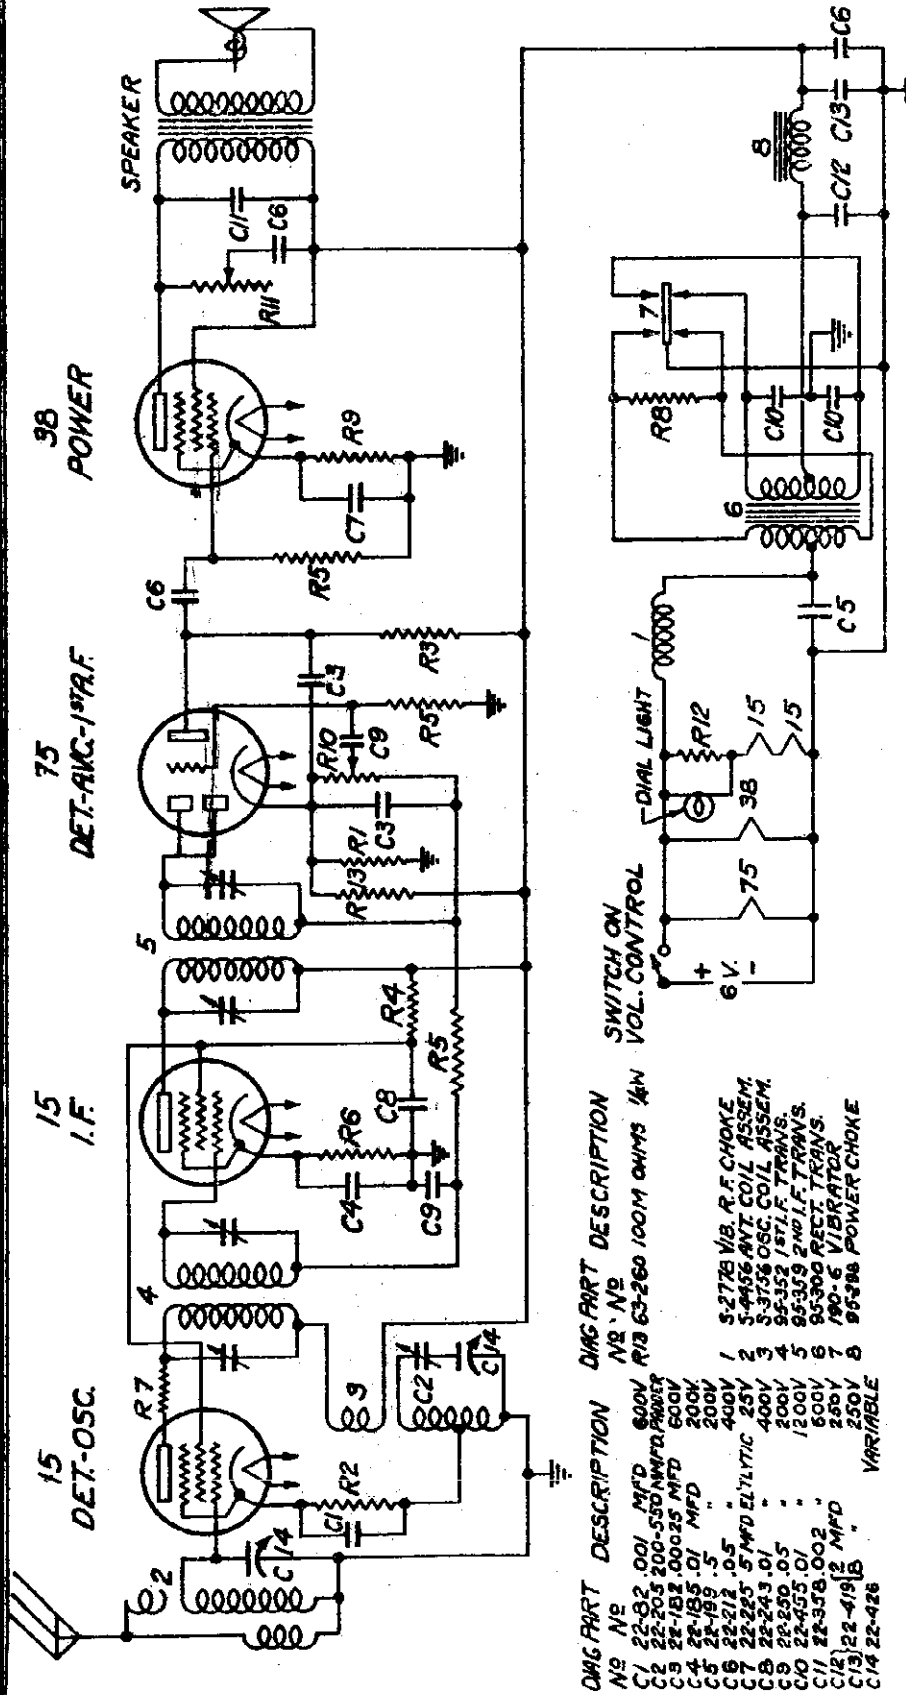 15
DET.-OSC.
15
I.F.
75
DET.-AVC.-1ST A.F.
38
POWER
SPEAKER
2
C14
R7
C1
R2
4
3
C2
C14
C4
R6
C9
C8
R4
R5
5
R13
R1
C3
R10
C9
C3
R5
R3
C6
R5
C7
R9
R11
C11
C6
SWITCH ON
VOL. CONTROL
6V.
+
-
75
38
DIAL LIGHT
R12
15
15
1
C5
6
R8
C10
C10
7
8
C12
C13
C6
DIAG PART DESCRIPTION
NO NO
C1 22-82 .001 MFD 600V
C2 22-205 200-550 MMFD. PADDER
C3 22-182 .00025 MFD 600V
C4 22-185 .01 MFD 200V
C5 22-199 .5 " 200V
C6 22-212 .05 " 400V
C7 22-225 .5 MFD ELTLYTIC 25V
C8 22-243 .01 " 400V
C9 22-250 .05 " 200V
C10 22-455 .01 " 1200V
C11 22-358 .002 " 600V
C12 } 22-419 { 12 MFD 250V
C13 } { 8 " 250V
C14 22-426 VARIABLE
DIAG PART DESCRIPTION
NO NO
R13 63-260 100M OHMS 1/4W
1 S-2778 VIB. R.F. CHOKE
2 S-4456 ANT. COIL ASSEM.
3 S-3756 OSC. COIL ASSEM.
4 95-352 1ST I.F. TRANS.
5 95-359 2ND I.F. TRANS.
6 95-300 RECT. TRANS.
7 190-6 VIBRATOR
8 95-298 POWER CHOKE